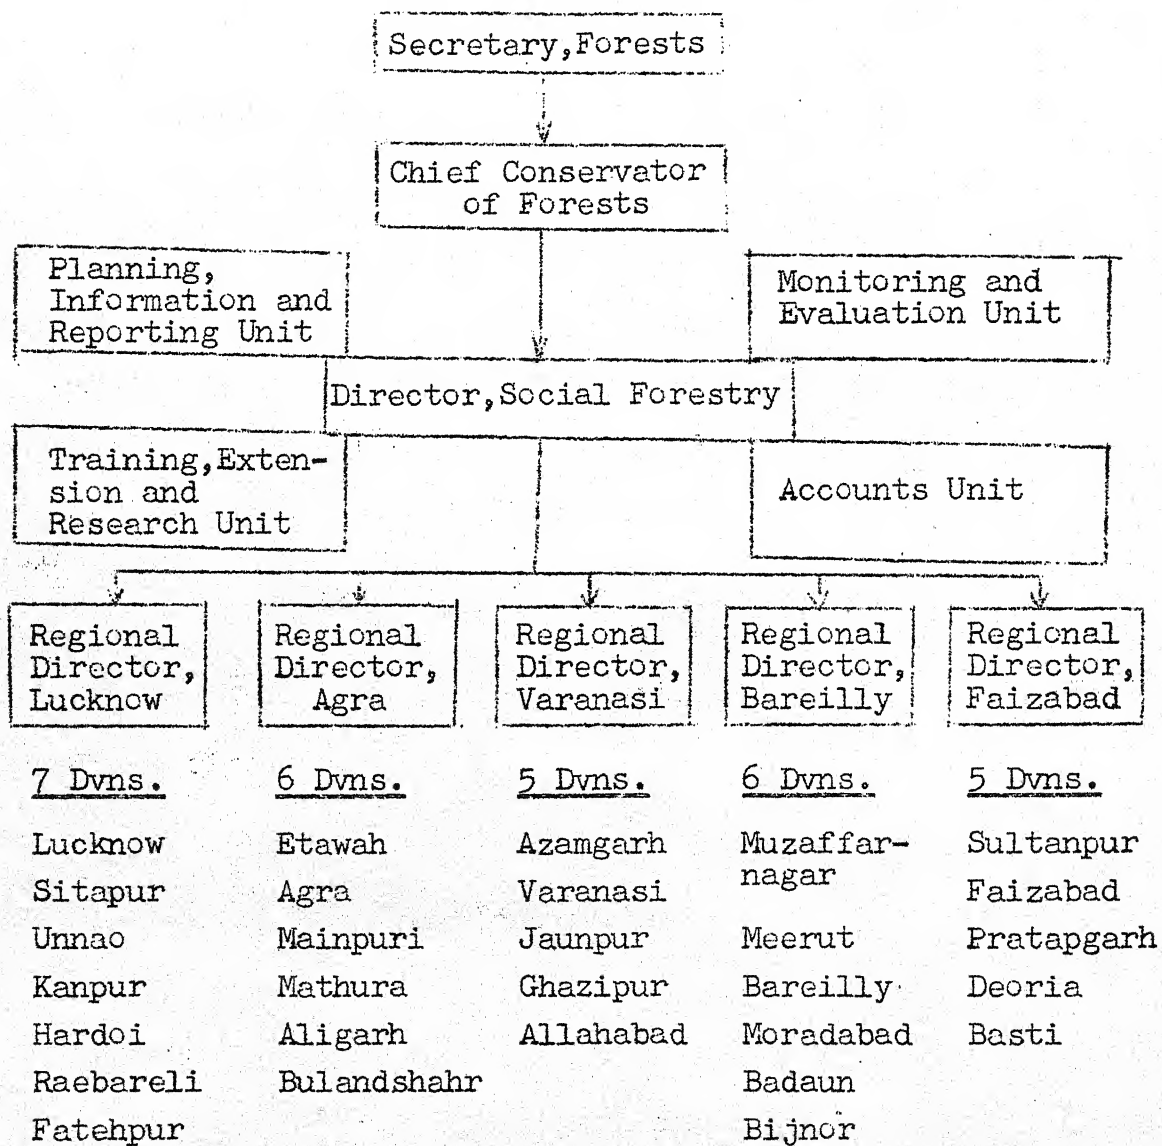 Secretary,Forests
Chief Conservator
of Forests
Planning,
Information and
Reporting Unit
Monitoring and
Evaluation Unit
Director,Social Forestry
Training,Exten-
sion and
Research Unit
Accounts Unit
Regional
Director,
Lucknow
Regional
Director,
Agra
Regional
Director,
Varanasi
Regional
Director,
Bareilly
Regional
Director,
Faizabad
7 Dvns.
Lucknow
Sitapur
Unnao
Kanpur
Hardoi
Raebareli
Fatehpur
6 Dvns.
Etawah
Agra
Mainpuri
Mathura
Aligarh
Bulandshahr
5 Dvns.
Azamgarh
Varanasi
Jaunpur
Ghazipur
Allahabad
6 Dvns.
Muzaffar-
nagar
Meerut
Bareilly
Moradabad
Badaun
Bijnor
5 Dvns.
Sultanpur
Faizabad
Pratapgarh
Deoria
Basti